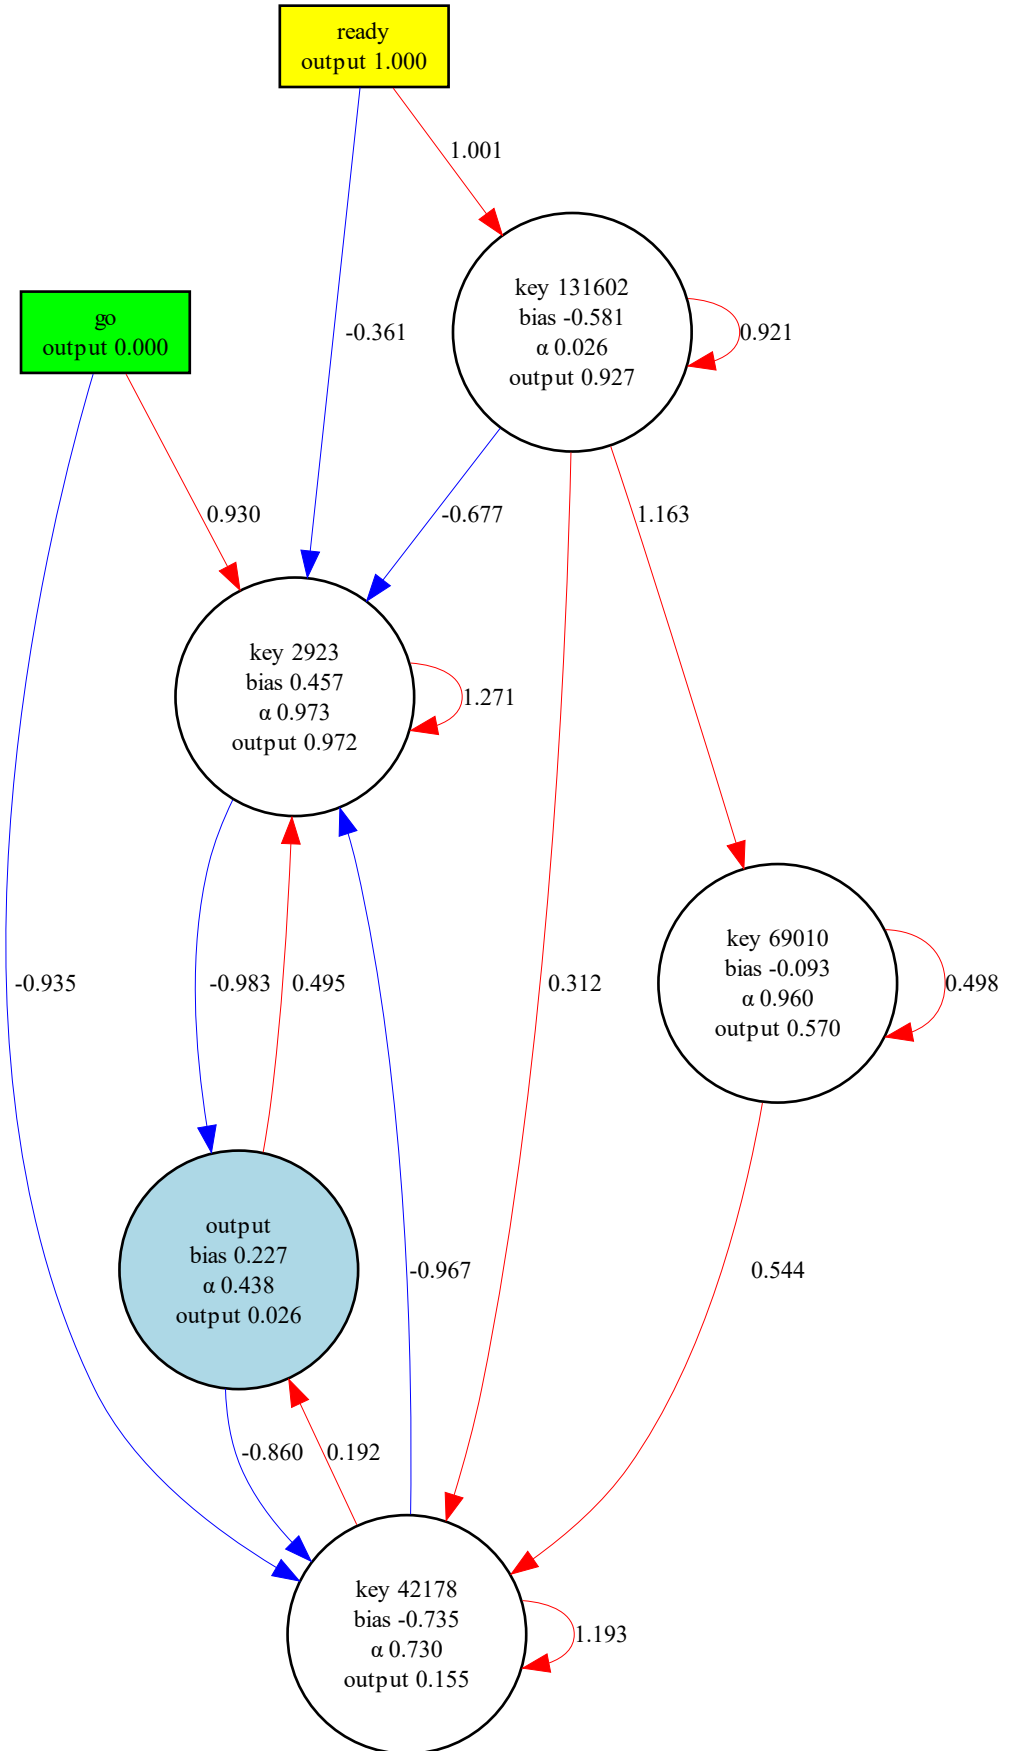 ready
output 1.000
1.001
key 131602
bias -0.581
α 0.026
output 0.927
0.921
go
output 0.000
-0.361
0.930
-0.677
1.163
key 2923
bias 0.457
α 0.973
output 0.972
1.271
key 69010
bias -0.093
α 0.960
output 0.570
0.498
-0.935
-0.983
0.495
0.312
output
bias 0.227
α 0.438
output 0.026
-0.967
0.544
-0.860
0.192
key 42178
bias -0.735
α 0.730
output 0.155
1.193